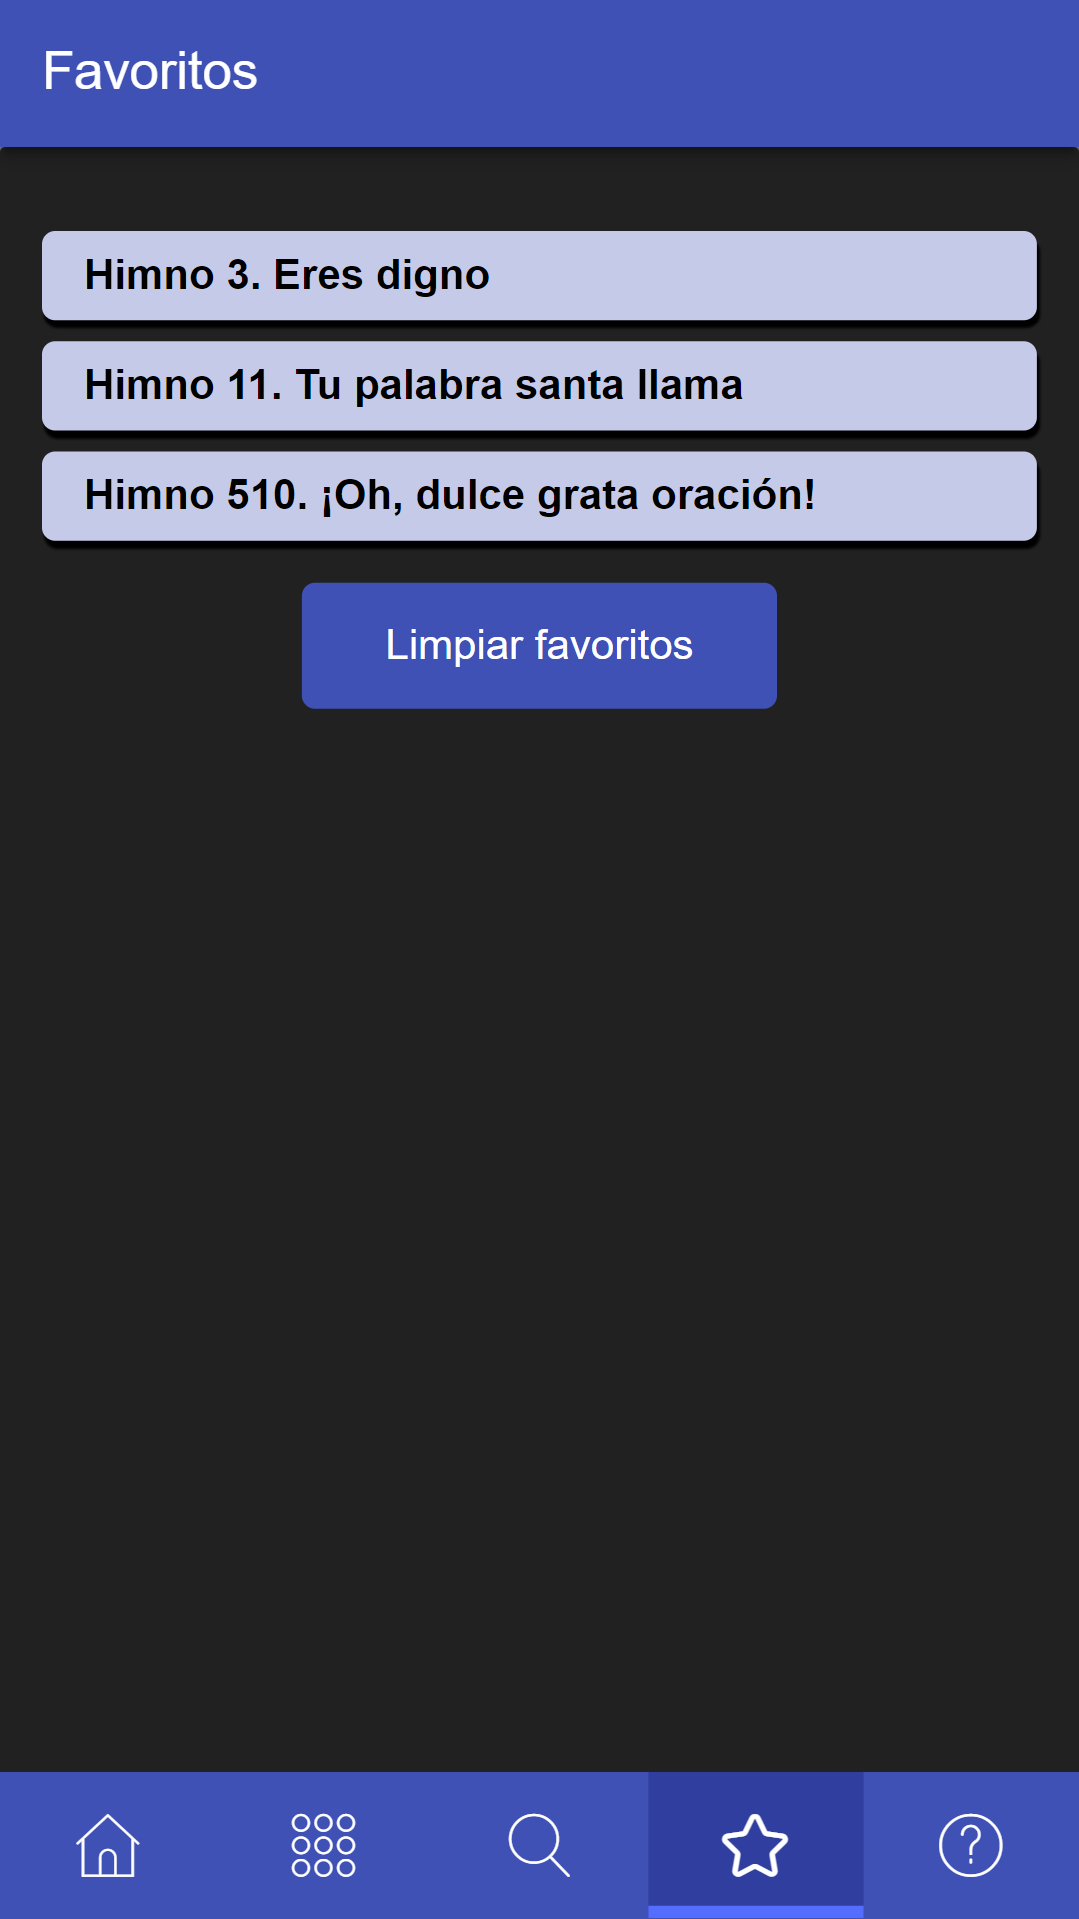 Favoritos
Himno 3. Eres digno
Himno 11. Tu palabra santa llama
Himno 510. ¡Oh, dulce grata oración!
Limpiar favoritos